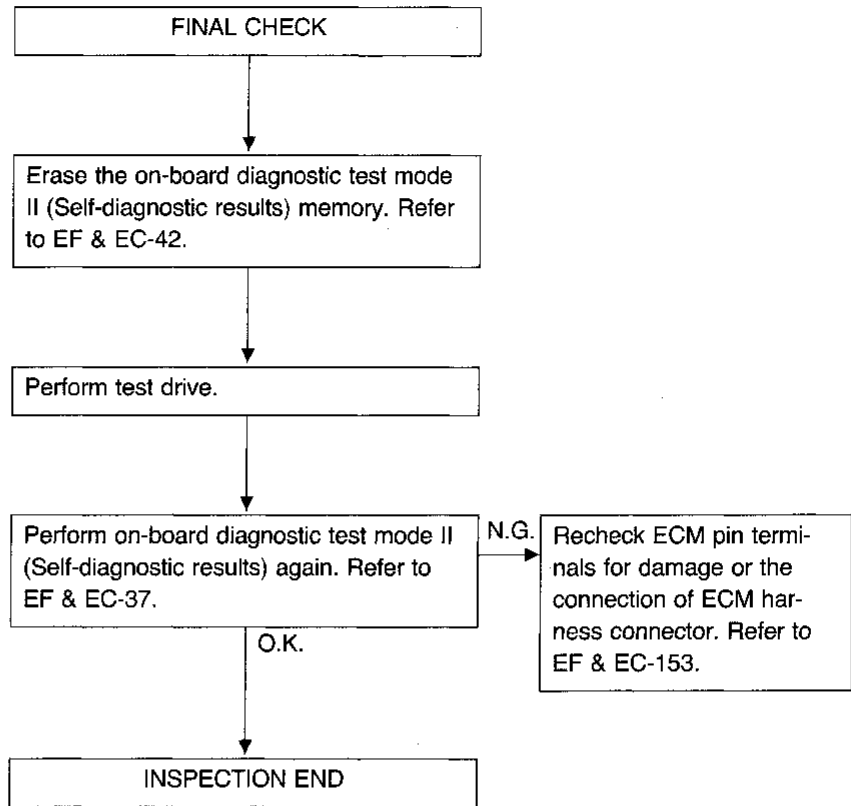 FINAL CHECK
Erase the on-board diagnostic test mode
II (Self-diagnostic results) memory. Refer
to EF & EC-42.
Perform test drive.
Perform on-board diagnostic test mode II
(Self-diagnostic results) again. Refer to
EF & EC-37.
N.G.
Recheck ECM pin termi-
nals for damage or the
connection of ECM har-
ness connector. Refer to
EF & EC-153.
O.K.
INSPECTION END